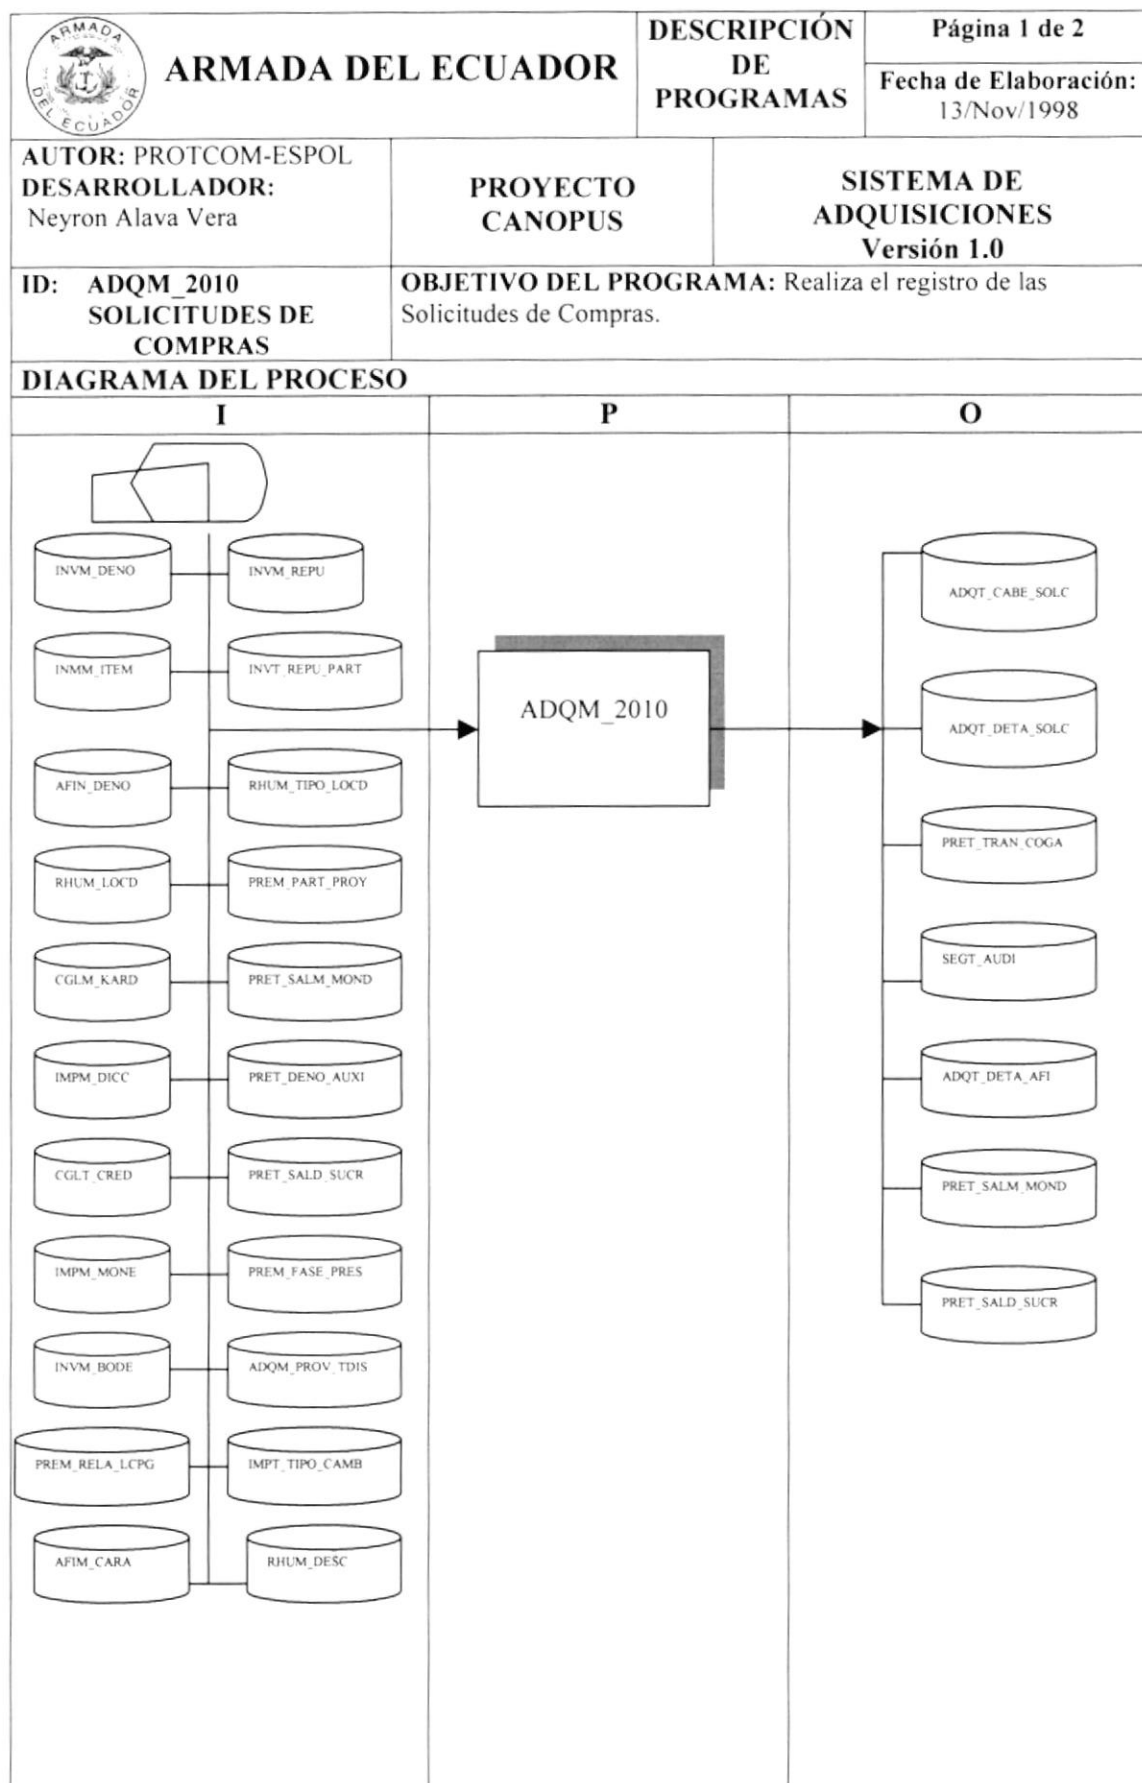 ARMADA DEL ECUADOR
ARMADA DEL ECUADOR
DESCRIPCIÓN
DE
PROGRAMAS
Página 1 de 2
Fecha de Elaboración:
13/Nov/1998
AUTOR: PROTCOM-ESPOL
DESARROLLADOR:
Neyron Alava Vera
PROYECTO
CANOPUS
SISTEMA DE
ADQUISICIONES
Versión 1.0
ID: ADQM_2010
SOLICITUDES DE
COMPRAS
OBJETIVO DEL PROGRAMA: Realiza el registro de las
Solicitudes de Compras.
DIAGRAMA DEL PROCESO
I
P
O
INVM_DENO
INVM_REPU
INMM_ITEM
INVT_REPU_PART
AFIN_DENO
RHUM_TIPO_LOCD
RHUM_LOCD
PREM_PART_PROY
CGLM_KARD
PRET_SALM_MOND
IMPM_DICC
PRET_DENO_AUXI
CGLT_CRED
PRET_SALD_SUCR
IMPM_MONE
PREM_FASE_PRES
INVM_BODE
ADQM_PROV_TDIS
PREM_RELA_LCPG
IMPT_TIPO_CAMB
AFIM_CARA
RHUM_DESC
ADQM_2010
ADQT_CABE_SOLC
ADQT_DETA_SOLC
PRET_TRAN_COGA
SEGT_AUDI
ADQT_DETA_AFI
PRET_SALM_MOND
PRET_SALD_SUCR